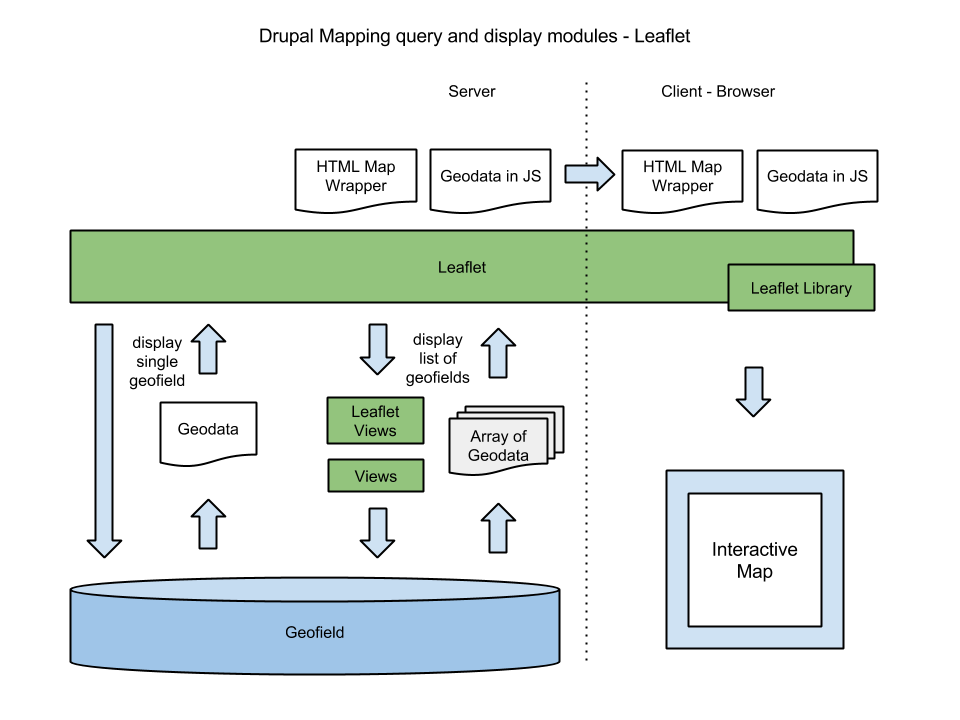 Drupal Mapping query and display modules - Leaflet
Server
Client - Browser
HTML Map
Wrapper
Geodata in JS
HTML Map
Wrapper
Geodata in JS
Leaflet
Leaflet Library
display
single
geofield
display
list of
geofields
Geodata
Leaflet
Views
Views
Array of
Geodata
Interactive
Map
Geofield